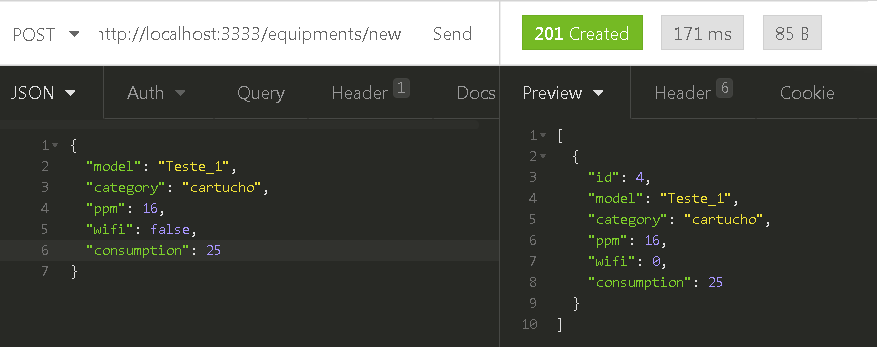 POST http://localhost:3333/equipments/new Send 201 Created 171 ms 85 B
JSON Auth Query Header 1 Docs Preview Header 6 Cookie
1 {
2 "model": "Teste_1",
3 "category": "cartucho",
4 "ppm": 16,
5 "wifi": false,
6 "consumption": 25
7 }
1 [
2 {
3 "id": 4,
4 "model": "Teste_1",
5 "category": "cartucho",
6 "ppm": 16,
7 "wifi": 0,
8 "consumption": 25
9 }
10 ]